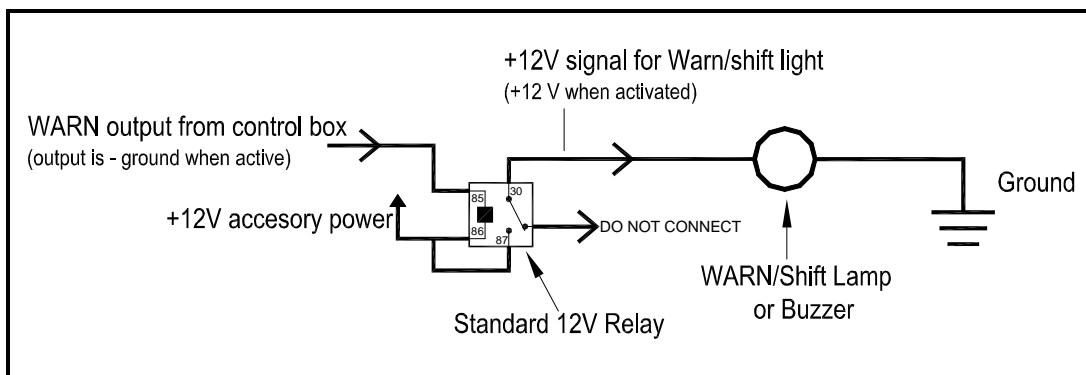 +12V signal for Warn/shift light
(+12 V when activated)
WARN output from control box
(output is - ground when active)
+12V accesory power
85
86
30
87
DO NOT CONNECT
Ground
WARN/Shift Lamp
or Buzzer
Standard 12V Relay